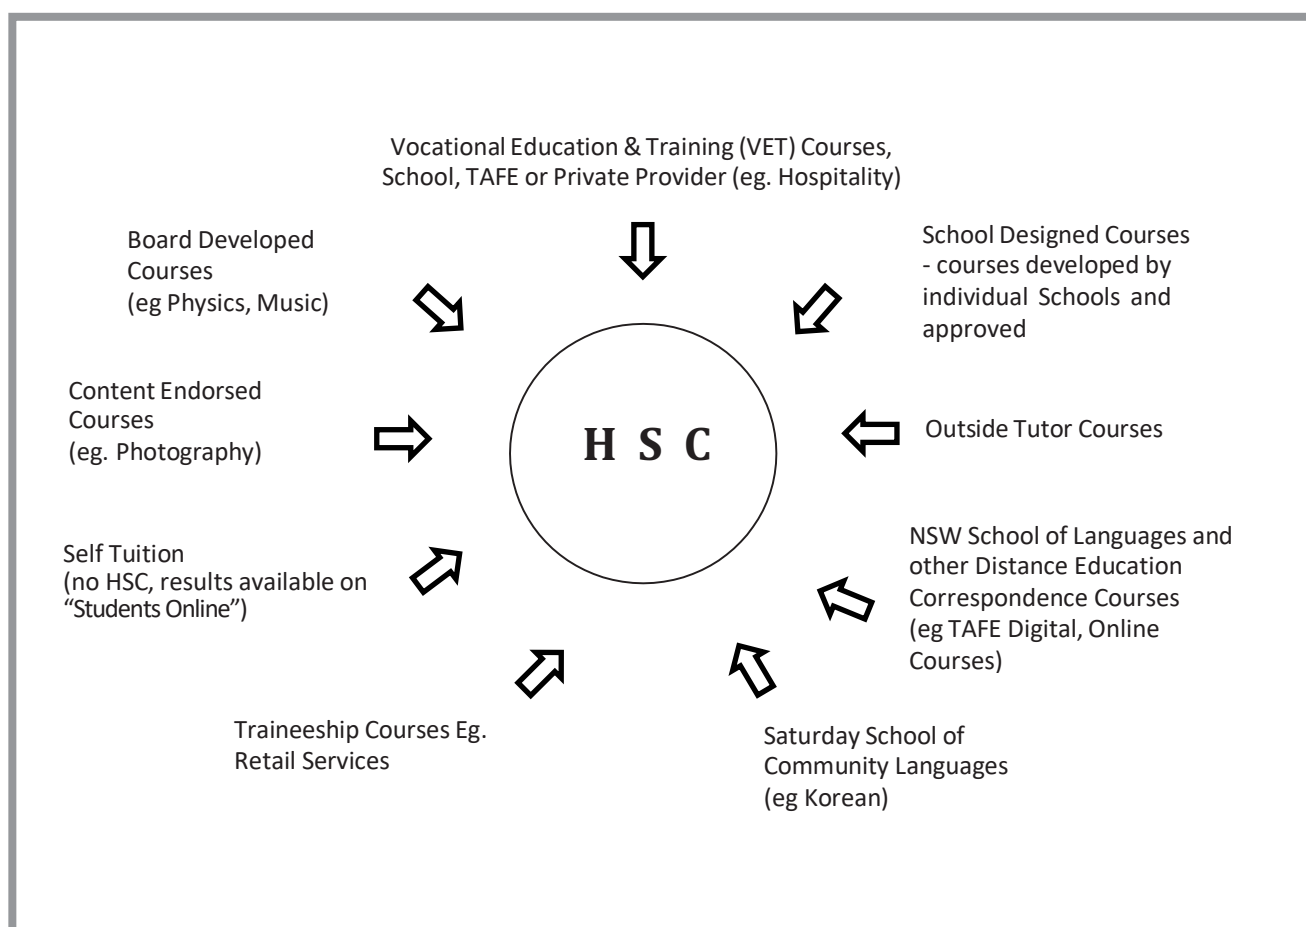 Vocational Education & Training (VET) Courses,
School, TAFE or Private Provider (eg. Hospitality)
Board Developed
Courses
(eg Physics, Music)
School Designed Courses
- courses developed by
individual Schools and
approved
Content Endorsed
Courses
(eg. Photography)
H S C
Outside Tutor Courses
Self Tuition
(no HSC, results available on
“Students Online”)
NSW School of Languages and
other Distance Education
Correspondence Courses
(eg TAFE Digital, Online
Courses)
Traineeship Courses Eg.
Retail Services
Saturday School of
Community Languages
(eg Korean)